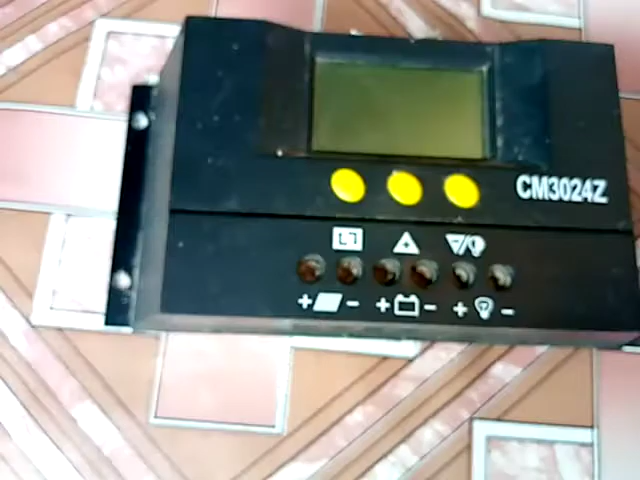 CM3024Z
+ - + - + -